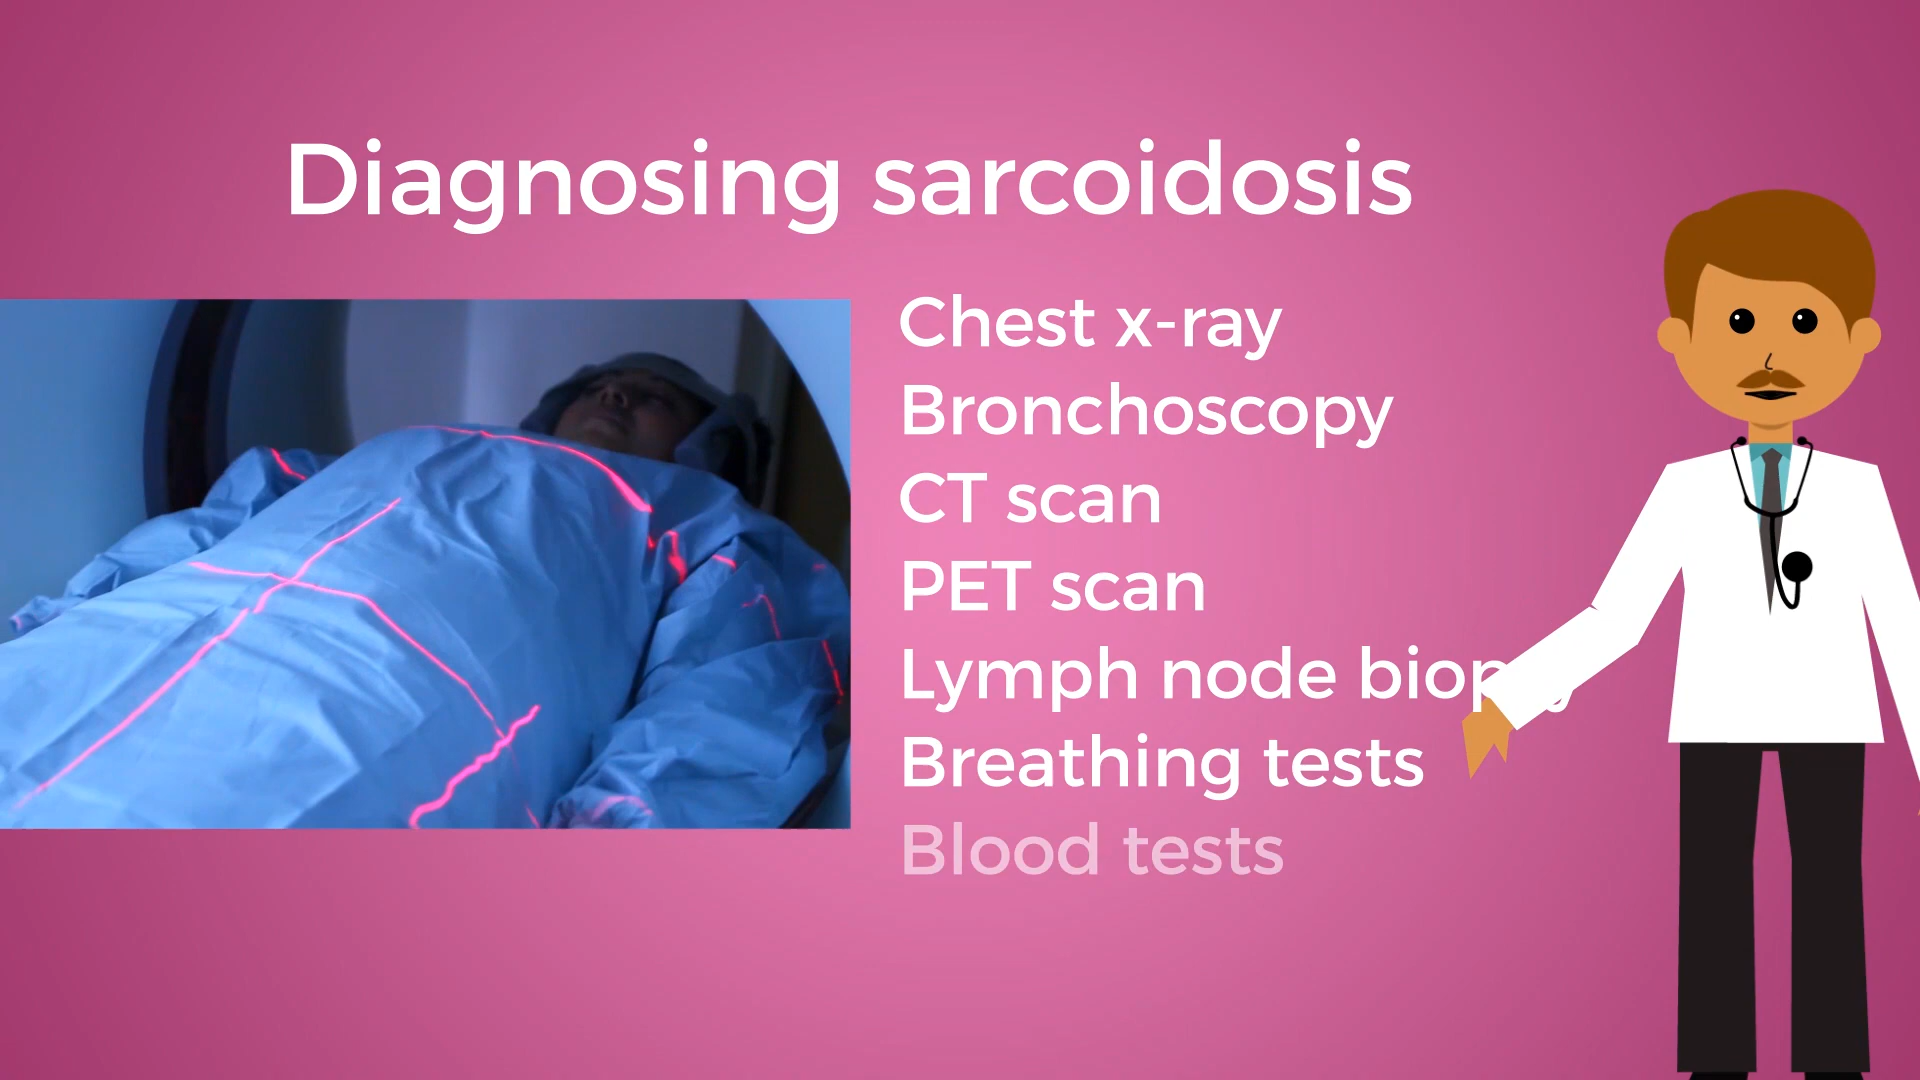 Diagnosing sarcoidosis
Chest x-ray
Bronchoscopy
CT scan
PET scan
Lymph node
Breathing tests
Blood tests